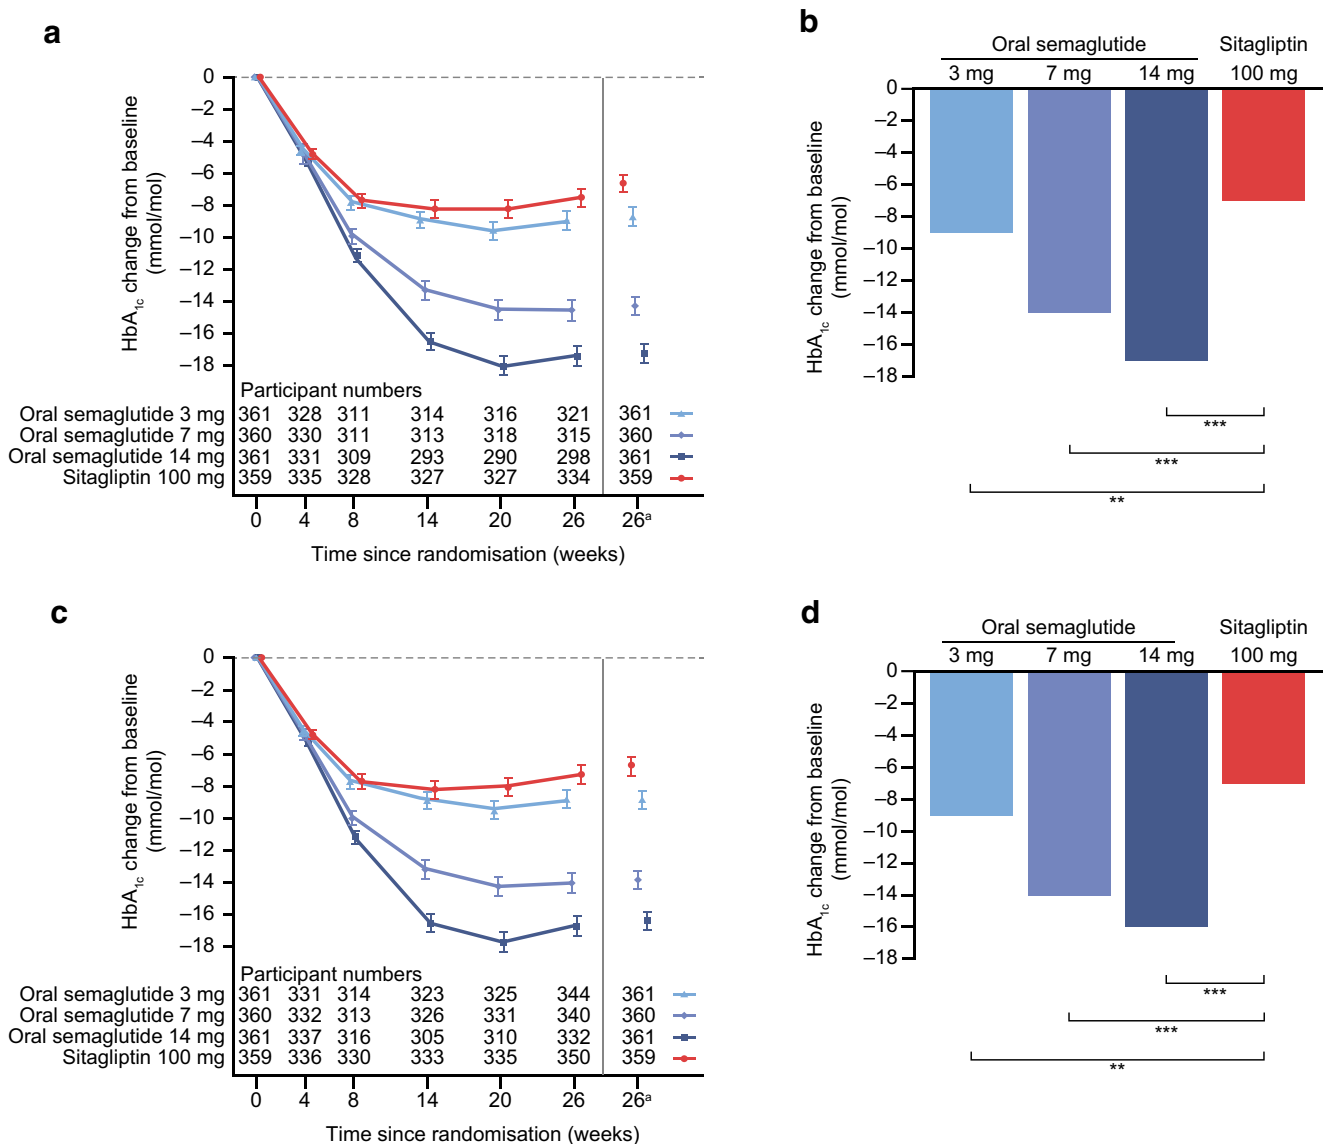 a
HbA1c change from baseline
(mmol/mol)
0
–2
–4
–6
–8
–10
–12
–14
–16
–18
Participant numbers
Oral semaglutide 3 mg 361 328 311 314 316 321 361
Oral semaglutide 7 mg 360 330 311 313 318 315 360
Oral semaglutide 14 mg 361 331 309 293 290 298 361
Sitagliptin 100 mg 359 335 328 327 327 334 359
0 4 8 14 20 26 26a
Time since randomisation (weeks)
b
Oral semaglutide Sitagliptin
3 mg 7 mg 14 mg 100 mg
HbA1c change from baseline
(mmol/mol)
0
–2
–4
–6
–8
–10
–12
–14
–16
–18
***
***
**
c
HbA1c change from baseline
(mmol/mol)
0
–2
–4
–6
–8
–10
–12
–14
–16
–18
Participant numbers
Oral semaglutide 3 mg 361 331 314 323 325 344 361
Oral semaglutide 7 mg 360 332 313 326 331 340 360
Oral semaglutide 14 mg 361 337 316 305 310 332 361
Sitagliptin 100 mg 359 336 330 333 335 350 359
0 4 8 14 20 26 26a
Time since randomisation (weeks)
d
Oral semaglutide Sitagliptin
3 mg 7 mg 14 mg 100 mg
HbA1c change from baseline
(mmol/mol)
0
–2
–4
–6
–8
–10
–12
–14
–16
–18
***
***
**